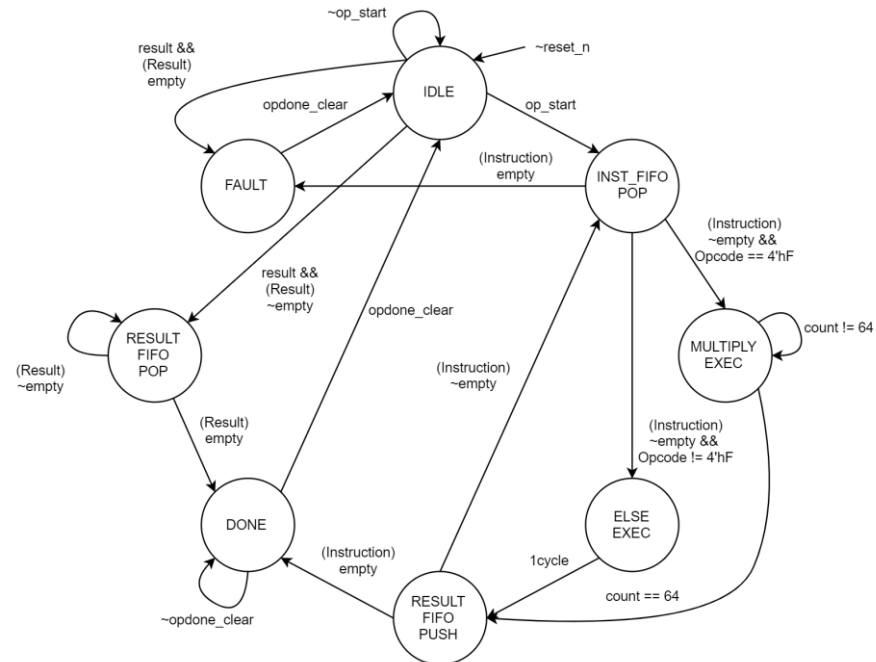 ~op_start
~reset_n
result &&
(Result)
empty
IDLE
opdone_clear
op_start
FAULT
(Instruction)
empty
INST_FIFO
POP
(Instruction)
~empty &&
Opcode == 4'hF
result &&
(Result)
~empty
opdone_clear
RESULT
FIFO
POP
(Result)
~empty
(Instruction)
~empty
MULTIPLY
EXEC
count != 64
(Result)
empty
(Instruction)
~empty &&
Opcode != 4'hF
DONE
ELSE
EXEC
(Instruction)
empty
1cycle
~opdone_clear
RESULT
FIFO
PUSH
count == 64